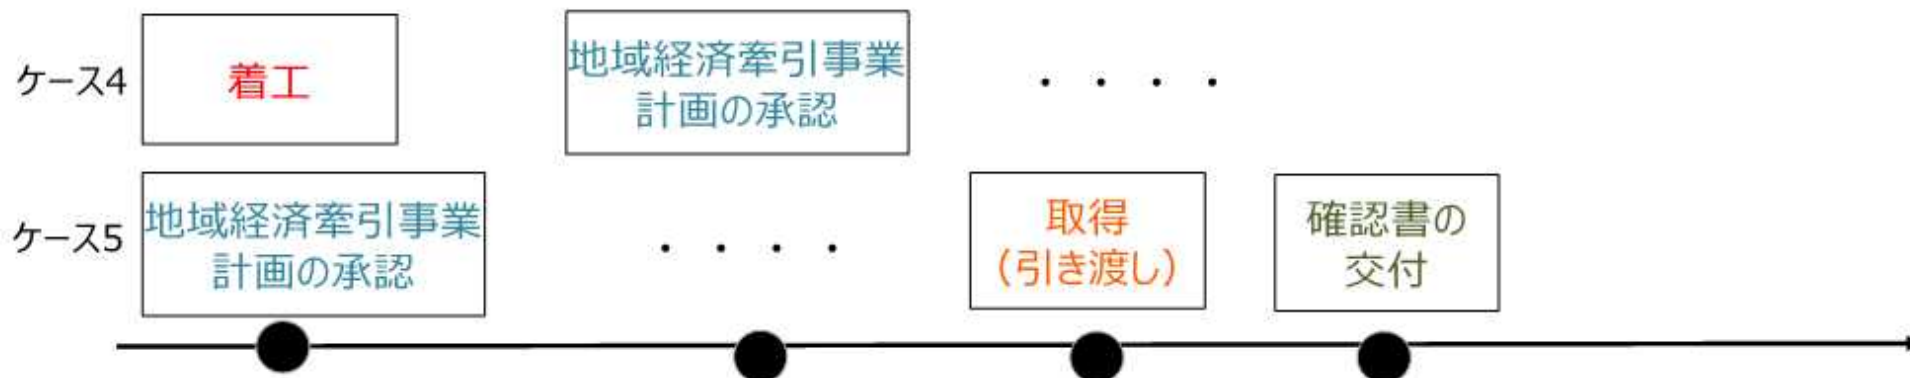 ケース4
着工
地域経済牽引事業
計画の承認
・・・・
ケース5
地域経済牽引事業
計画の承認
・・・・
取得
（引き渡し）
確認書の
交付